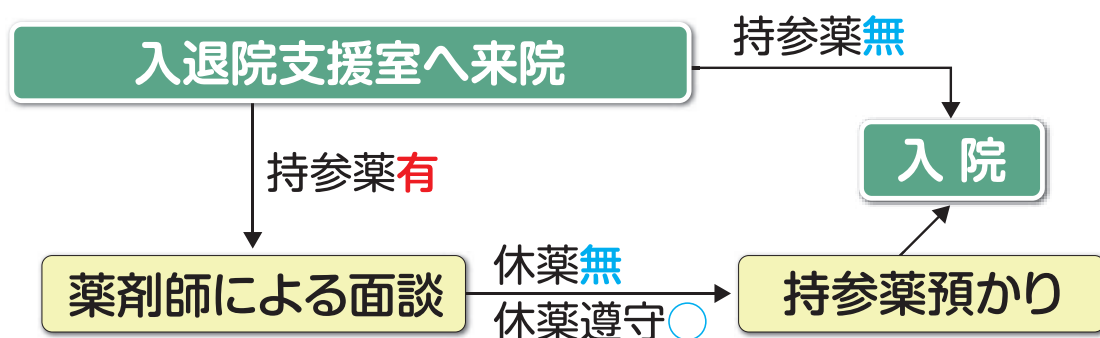 入退院支援室へ来院
持参薬無
入院
持参薬有
薬剤師による面談
休薬無
休薬遵守○
持参薬預かり